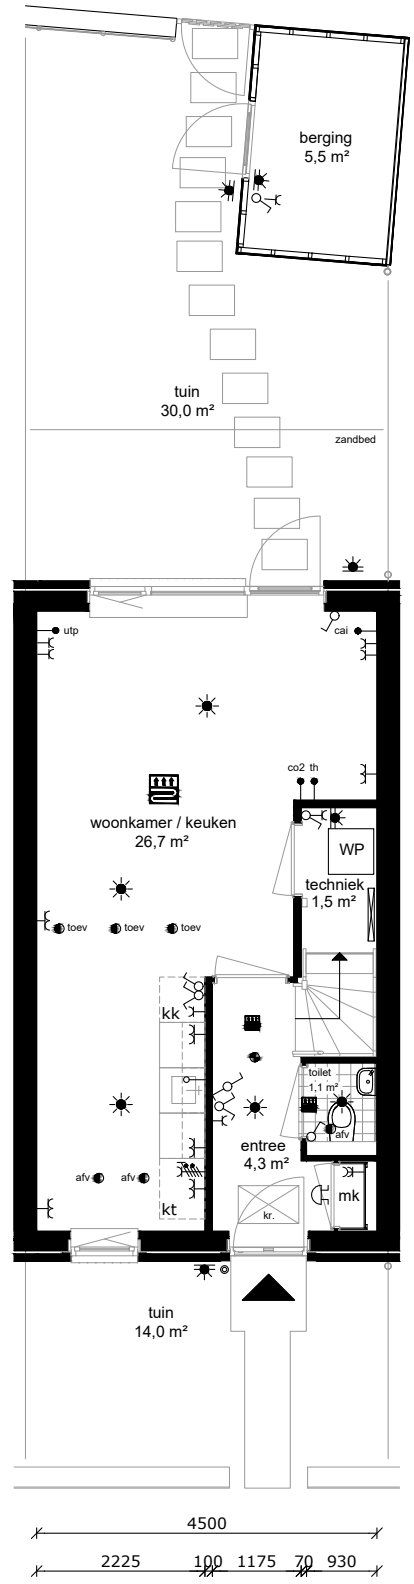 berging
5,5 m²
tuin
30,0 m²
zandbed
utp
cai
co2 th
woonkamer / keuken
26,7 m²
WP
techniek
1,5 m²
toev
toev
toev
kk
toilet
1,1 m²
afv
entree
4,3 m²
afv
afv
mk
kt
kr.
tuin
14,0 m²
4500
2225 100 1175 70 930